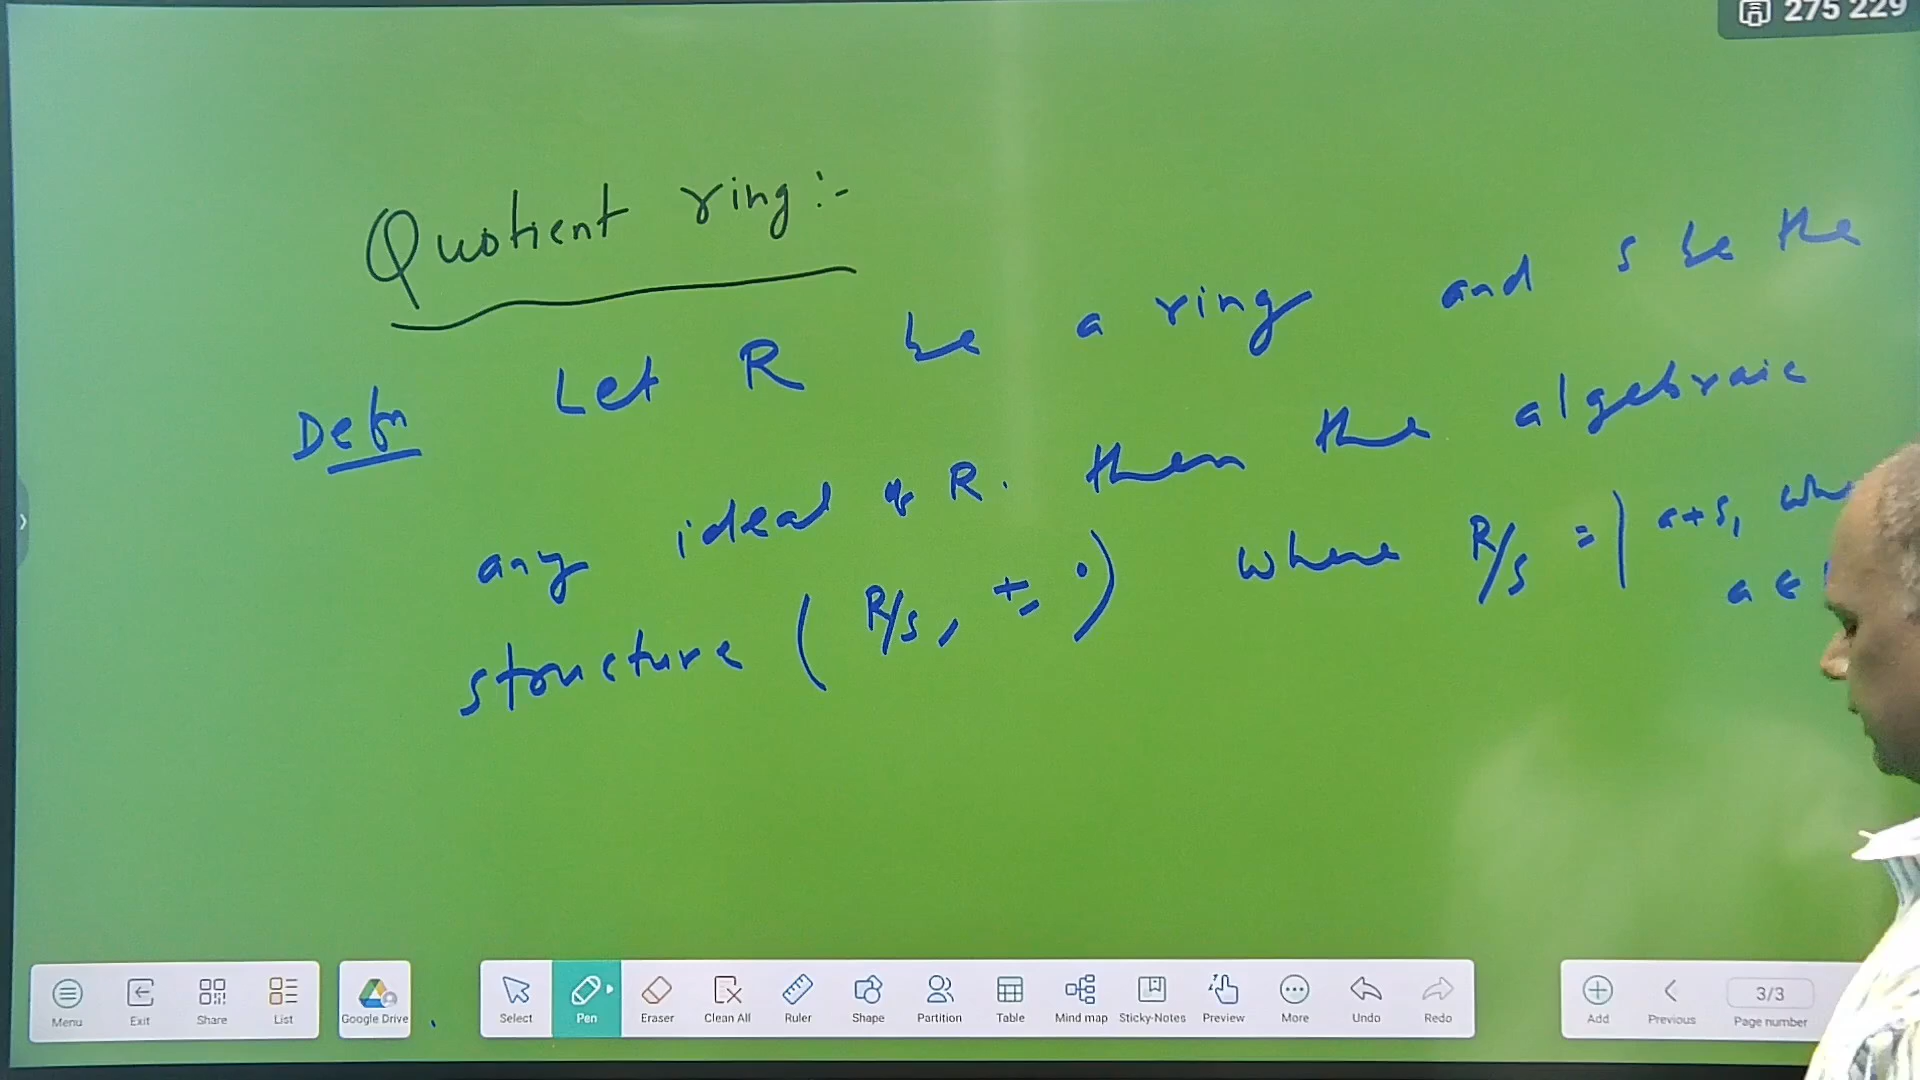 275 229
Quotient ring:-
Defn Let R be a ring and S be the
any ideal of R. then the algebraic
structure ( R/S, +, · ) where R/S = { a+S,
a ∈
Menu Exit Share List Google Drive Select Pen Eraser Clean All Ruler Shape Partition Table Mind map Sticky-Notes Preview More Undo Redo Add Previous 3/3 Page number